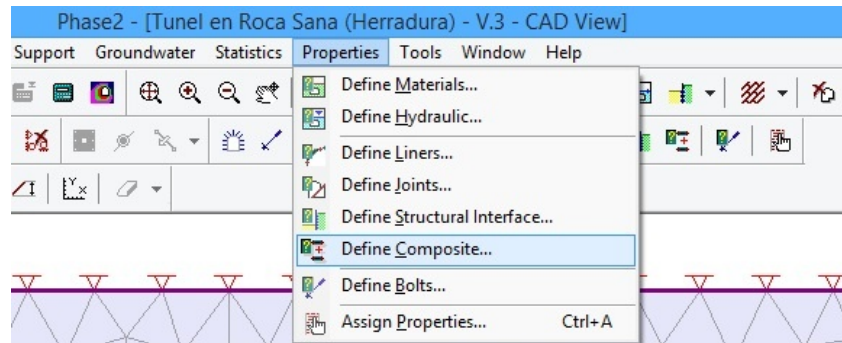 Phase2 - [Tunel en Roca Sana (Herradura) - V.3 - CAD View]
Support Groundwater Statistics Properties Tools Window Help
Define Materials...
Define Hydraulic...
Define Liners...
Define Joints...
Define Structural Interface...
Define Composite...
Define Bolts...
Assign Properties... Ctrl+A